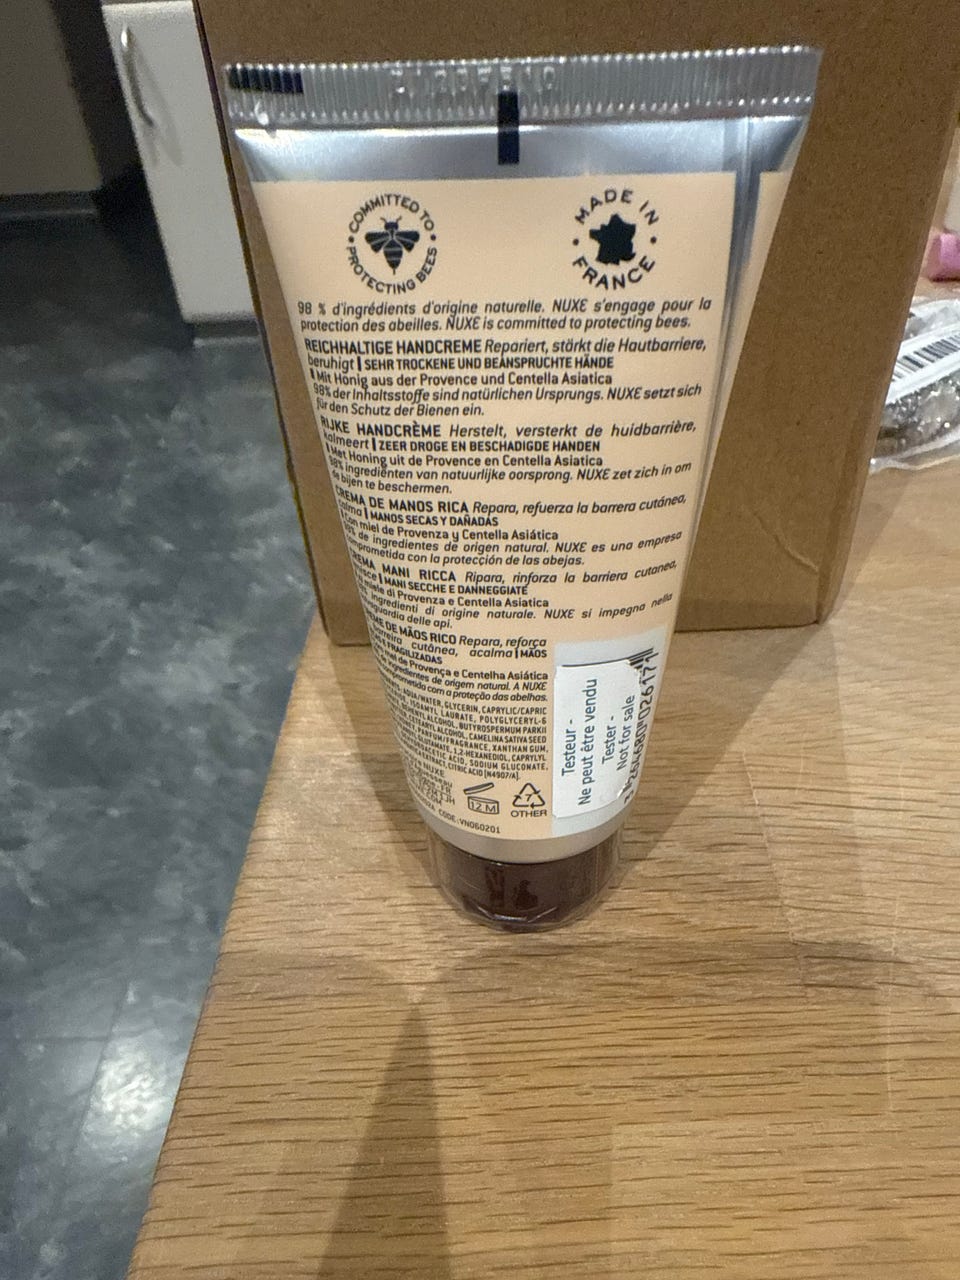 COMMITTED TO
PROTECTING BEES
MADE IN
FRANCE
98 % d'ingrédients d'origine naturelle. NUXE s'engage pour la
protection des abeilles. NUXE is committed to protecting bees.
REICHHALTIGE HANDCREME Repariert, stärkt die Hautbarriere,
beruhigt | SEHR TROCKENE UND BEANSPRUCHTE HÄNDE
| Mit Honig aus der Provence und Centella Asiatica
98% der Inhaltsstoffe sind natürlichen Ursprungs. NUXE setzt sich
für den Schutz der Bienen ein.
RIJKE HANDCRÈME Herstelt, versterkt de huidbarrière,
kalmeert | ZEER DROGE EN BESCHADIGDE HANDEN
| Met Honing uit de Provence en Centella Asiatica
98% ingrediënten van natuurlijke oorsprong. NUXE zet zich in om
de bijen te beschermen.
CREMA DE MANOS RICA Repara, refuerza la barrera cutánea,
calma | MANOS SECAS Y DAÑADAS
Con miel de Provenza y Centella Asiática
de ingredientes de origen natural. NUXE es una empresa
comprometida con la protección de las abejas.
CREMA MANI RICCA Ripara, rinforza la barriera cutanea,
| MANI SECCHE E DANNEGGIATE
miele di Provenza e Centella Asiatica
ingredienti di origine naturale. NUXE si impegna nella
delle api.
DE MÃOS RICO Repara, reforça
cutânea, acalma | MÃOS
E FRAGILIZADAS
mel de Provença e Centelha Asiática
de ingredientes de origem natural. A NUXE
comprometida com a proteção das abelhas.
AQUA/WATER, GLYCERIN, CAPRYLIC/CAPRIC
ISOAMYL LAURATE, POLYGLYCERYL-6
ALCOHOL, BUTYROSPERMUM PARKII
CETEARYL ALCOHOL, CAMELINA SATIVA SEED
PARFUM/FRAGRANCE, XANTHAN GUM,
1,2-HEXANEDIOL, CAPRYLYL
ACID, SODIUM GLUCONATE,
EXTRACT, CITRIC ACID [N4907/A].
NUXE
12 M
7
OTHER
CODE: VN060201
Testeur -
Ne peut être vendu
Tester -
Not for sale